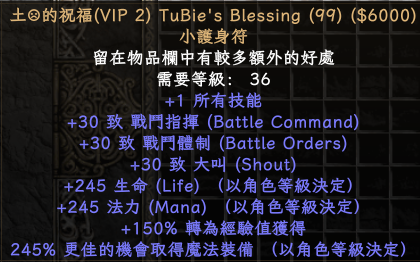 土☹的祝福(VIP 2) TuBie's Blessing (99) ($6000)
小護身符
留在物品欄中有較多額外的好處
需要等級： 36
+1 所有技能
+30 致 戰鬥指揮 (Battle Command)
+30 致 戰鬥體制 (Battle Orders)
+30 致 大叫 (Shout)
+245 生命 (Life) （以角色等級決定）
+245 法力 (Mana) （以角色等級決定）
+150% 轉為經驗值獲得
245% 更佳的機會取得魔法裝備 （以角色等級決定）